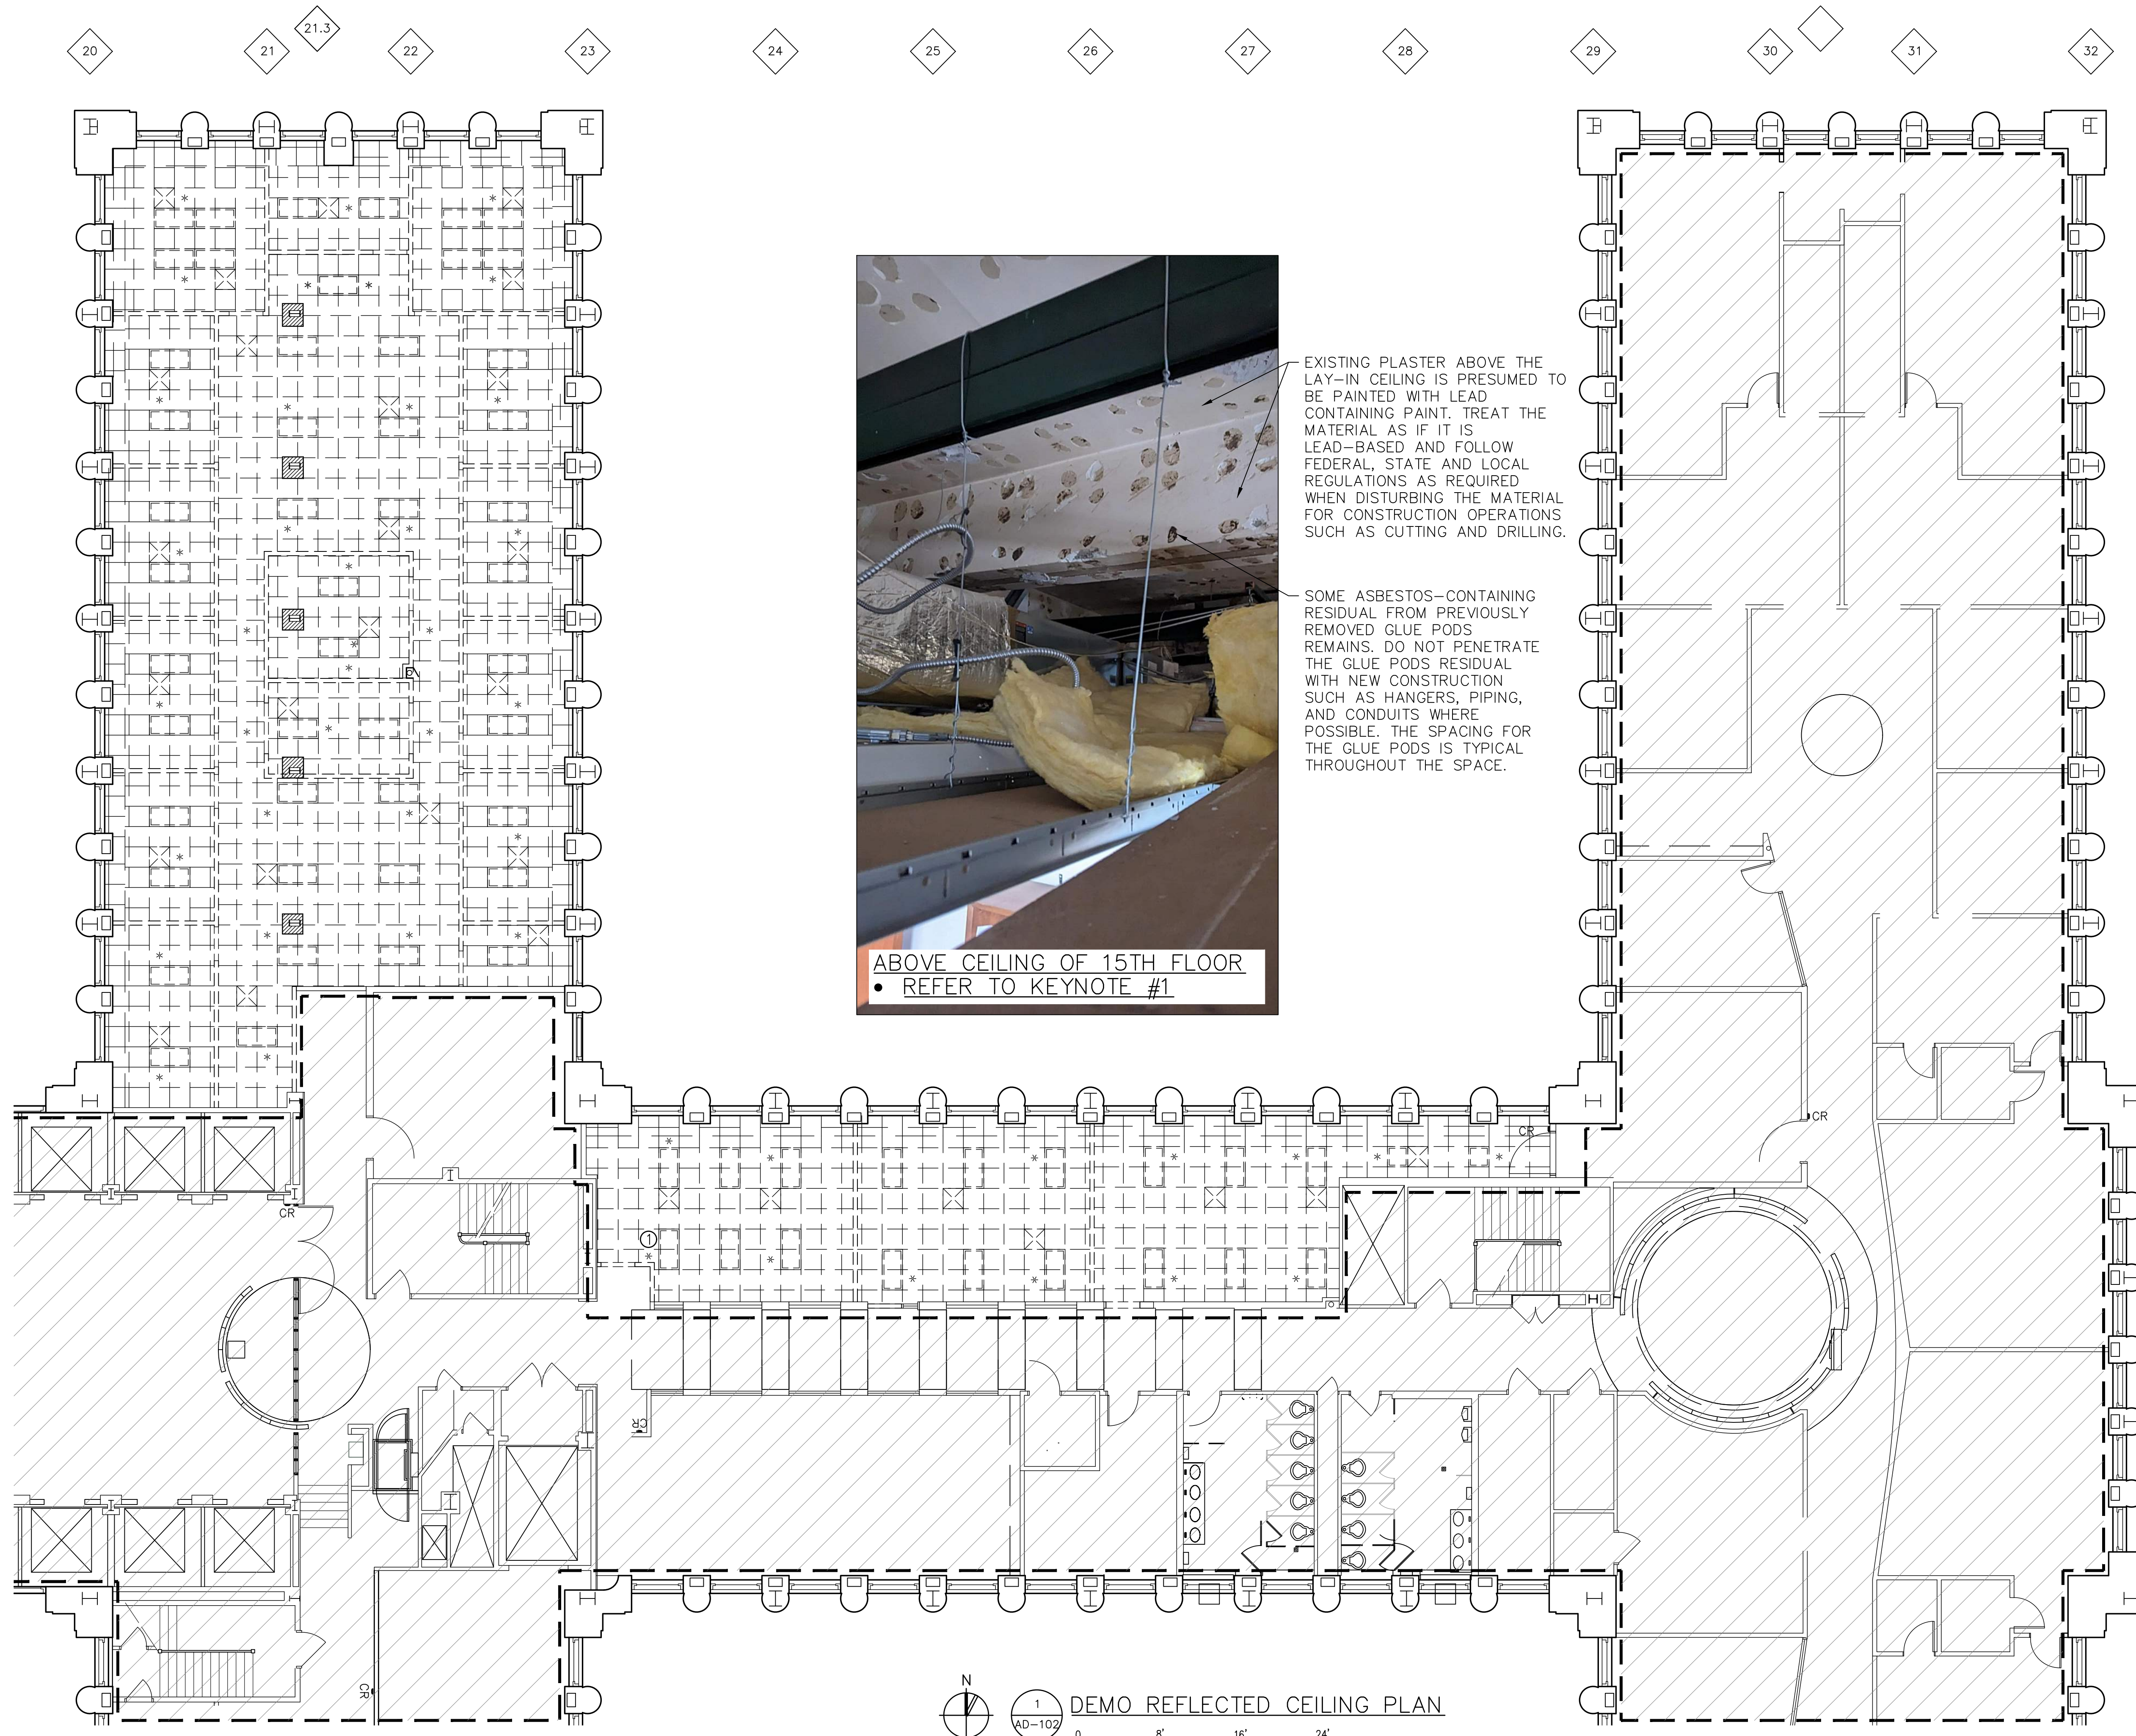 21.3
20
21
22
23
24
25
26
27
28
29
30
31
32
EXISTING PLASTER ABOVE THE
LAY-IN CEILING IS PRESUMED TO
BE PAINTED WITH LEAD
CONTAINING PAINT. TREAT THE
MATERIAL AS IF IT IS
LEAD-BASED AND FOLLOW
FEDERAL, STATE AND LOCAL
REGULATIONS AS REQUIRED
WHEN DISTURBING THE MATERIAL
FOR CONSTRUCTION OPERATIONS
SUCH AS CUTTING AND DRILLING.
SOME ASBESTOS-CONTAINING
RESIDUAL FROM PREVIOUSLY
REMOVED GLUE PODS
REMAINS. DO NOT PENETRATE
THE GLUE PODS RESIDUAL
WITH NEW CONSTRUCTION
SUCH AS HANGERS, PIPING,
AND CONDUITS WHERE
POSSIBLE. THE SPACING FOR
THE GLUE PODS IS TYPICAL
THROUGHOUT THE SPACE.
ABOVE CEILING OF 15TH FLOOR
• REFER TO KEYNOTE #1
CR
CR
CR
1
CR
CR
N
1
AD-102
DEMO REFLECTED CEILING PLAN
0 8' 16' 24'